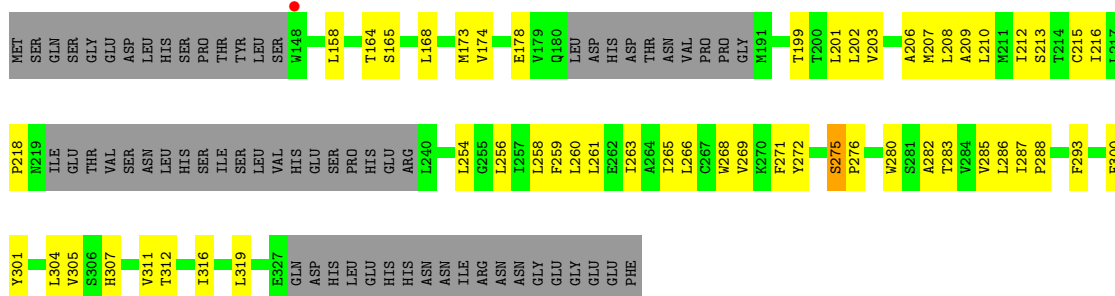 MET SER GLN SER GLY GLU ASP LEU HIS SER PRO THR TYR LEU SER W148 L158 T164 S165 L168 M173 V174 E178 V179 Q180 LEU ASP HIS ASP THR ASN VAL PRO PRO GLY M191 T199 T200 L201 L202 V203 A206 M207 L208 A209 L210 M211 I212 S213 T214 C215 I216 L217
P218 N219 ILE GLU THR VAL SER ASN LEU HIS SER ILE SER LEU VAL HIS GLU SER PRO HIS GLU ARG L240 L254 G255 L256 I257 L258 F259 L260 L261 E262 I263 A264 I265 L266 C267 W268 V269 K270 F271 Y272 S275 P276 W280 S281 A282 T283 V284 V285 L286 I287 P288 F293
Y301 L304 V305 S306 H307 V311 T312 I316 L319 E327 GLN ASP HIS LEU GLU HIS HIS ASN ASN ILE ARG ASN ASN GLY GLU GLY GLU GLU PHE